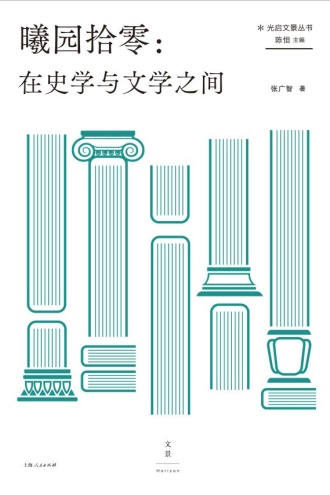 曦园拾零：
在史学与文学之间
＊光启文景丛书
陈恒 主编
张广智 著
文景
Horizon
上海人民出版社